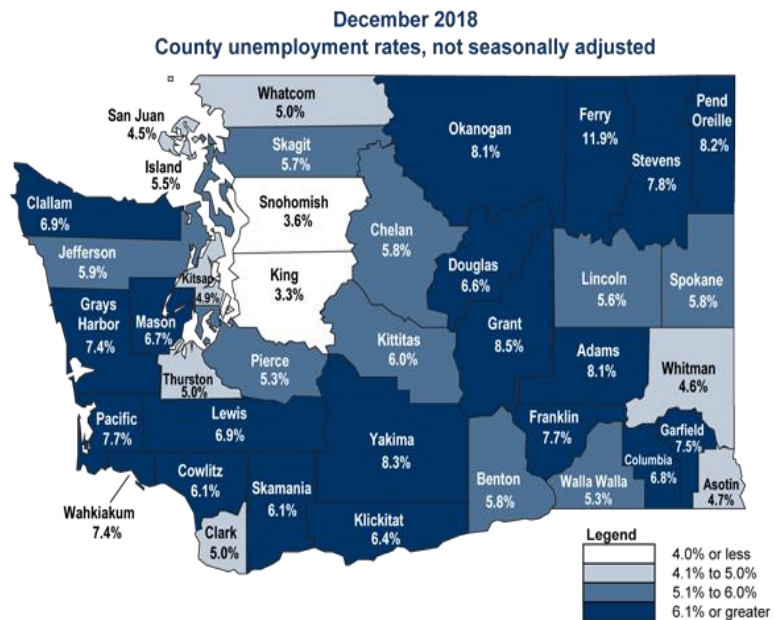 December 2018
County unemployment rates, not seasonally adjusted
Whatcom
5.0%
San Juan
4.5%
Skagit
5.7%
Island
5.5%
Okanogan
8.1%
Ferry
11.9%
Pend
Oreille
8.2%
Stevens
7.8%
Clallam
6.9%
Snohomish
3.6%
Chelan
5.8%
Jefferson
5.9%
Kitsap
4.9%
King
3.3%
Douglas
6.6%
Lincoln
5.6%
Spokane
5.8%
Grays
Harbor
7.4%
Mason
6.7%
Grant
8.5%
Kittitas
6.0%
Adams
8.1%
Pierce
5.3%
Whitman
4.6%
Thurston
5.0%
Pacific
7.7%
Lewis
6.9%
Yakima
8.3%
Franklin
7.7%
Garfield
7.5%
Columbia
6.8%
Cowlitz
6.1%
Skamania
6.1%
Benton
5.8%
Walla Walla
5.3%
Asotin
4.7%
Wahkiakum
7.4%
Clark
5.0%
Klickitat
6.4%
Legend
4.0% or less
4.1% to 5.0%
5.1% to 6.0%
6.1% or greater